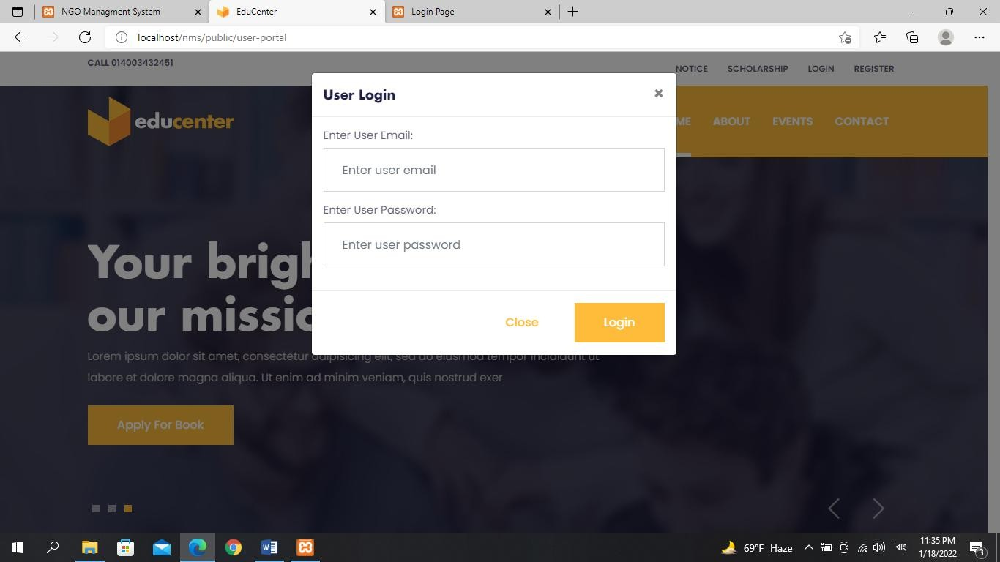 NGO Managment System
EduCenter
Login Page
localhost/nms/public/user-portal
CALL 014003432451
NOTICE SCHOLARSHIP LOGIN REGISTER
educenter
ME ABOUT EVENTS CONTACT
User Login
Enter User Email:
Enter user email
Enter User Password:
Enter user password
Close Login
Your brigh
our missio
Lorem ipsum dolor sit amet, consectetur adipisicing elit, sed do eiusmod tempor incididunt ut
labore et dolore magna aliqua. Ut enim ad minim veniam, quis nostrud exer
Apply For Book
69°F Haze
বাং
11:35 PM
1/18/2022
3